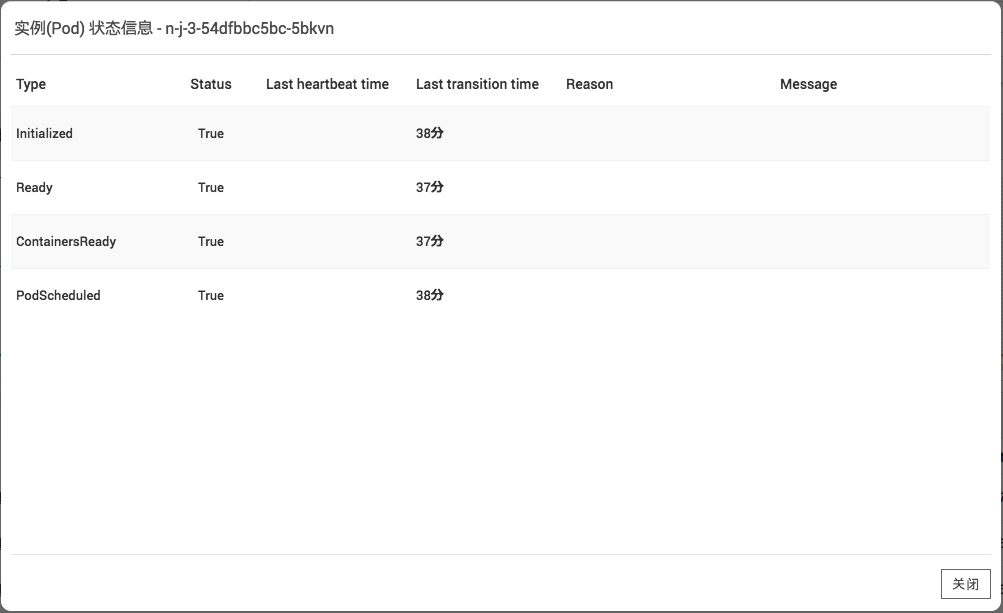 实例(Pod) 状态信息 - n-j-3-54dfbbc5bc-5bkvn
Type Status Last heartbeat time Last transition time Reason Message
Initialized True 38分
Ready True 37分
ContainersReady True 37分
PodScheduled True 38分
关闭